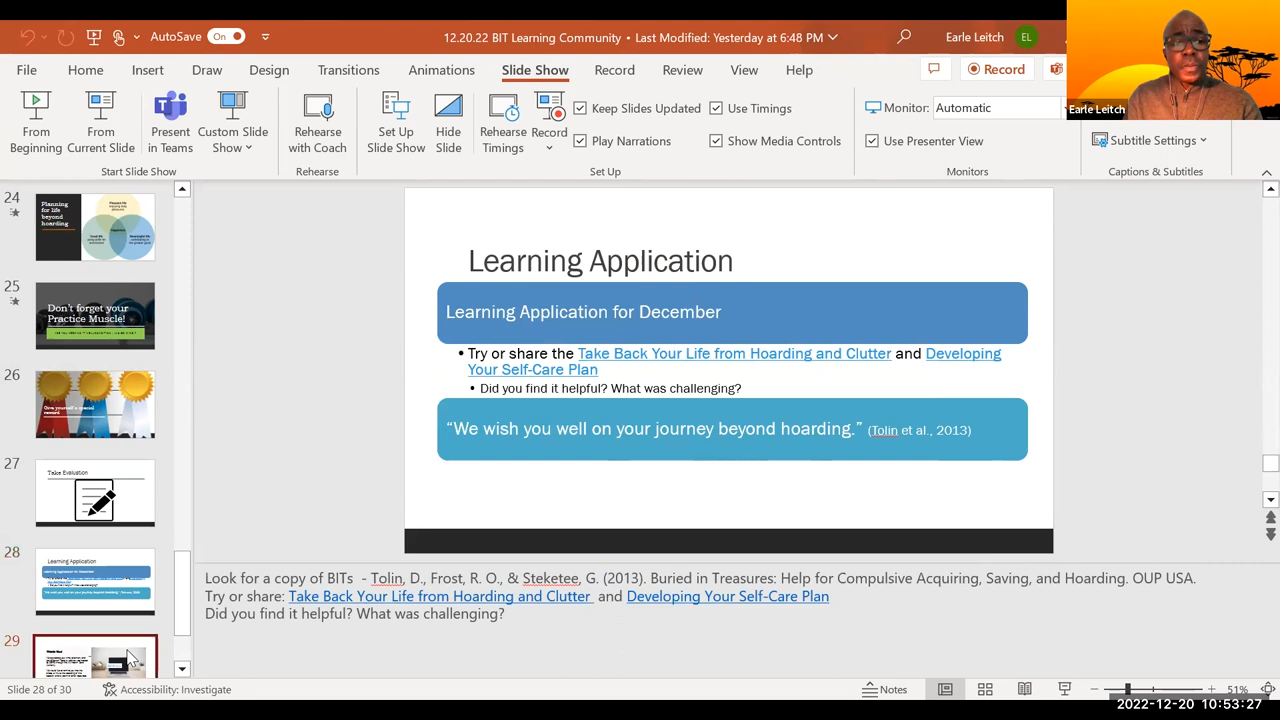 AutoSave On
12.20.22 BIT Learning Community • Last Modified: Yesterday at 6:48 PM
Earle Leitch EL
File Home Insert Draw Design Transitions Animations Slide Show Record Review View Help
Record
Earle Leitch
From Beginning
From Current Slide
Present in Teams
Custom Slide Show
Rehearse with Coach
Set Up Slide Show
Hide Slide
Rehearse Timings
Record
Keep Slides Updated
Use Timings
Play Narrations
Show Media Controls
Monitor: Automatic
Use Presenter View
Subtitle Settings
Start Slide Show
Rehearse
Set Up
Monitors
Captions & Subtitles
24
Planning
for life
beyond
hoarding
25
Don't forget your
Practice Muscle!
26
Give yourself a special
reward
27
Take Evaluation
28
Learning Application
Learning Application for December
29
Learning Application
Learning Application for December
• Try or share the Take Back Your Life from Hoarding and Clutter and Developing
Your Self-Care Plan
• Did you find it helpful? What was challenging?
“We wish you well on your journey beyond hoarding.” (Tolin et al., 2013)
Look for a copy of BITs - Tolin, D., Frost, R. O., & Steketee, G. (2013). Buried in Treasures: Help for Compulsive Acquiring, Saving, and Hoarding. OUP USA.
Try or share: Take Back Your Life from Hoarding and Clutter and Developing Your Self-Care Plan
Did you find it helpful? What was challenging?
Slide 28 of 30
Accessibility: Investigate
Notes
51%
2022-12-20 10:53:27